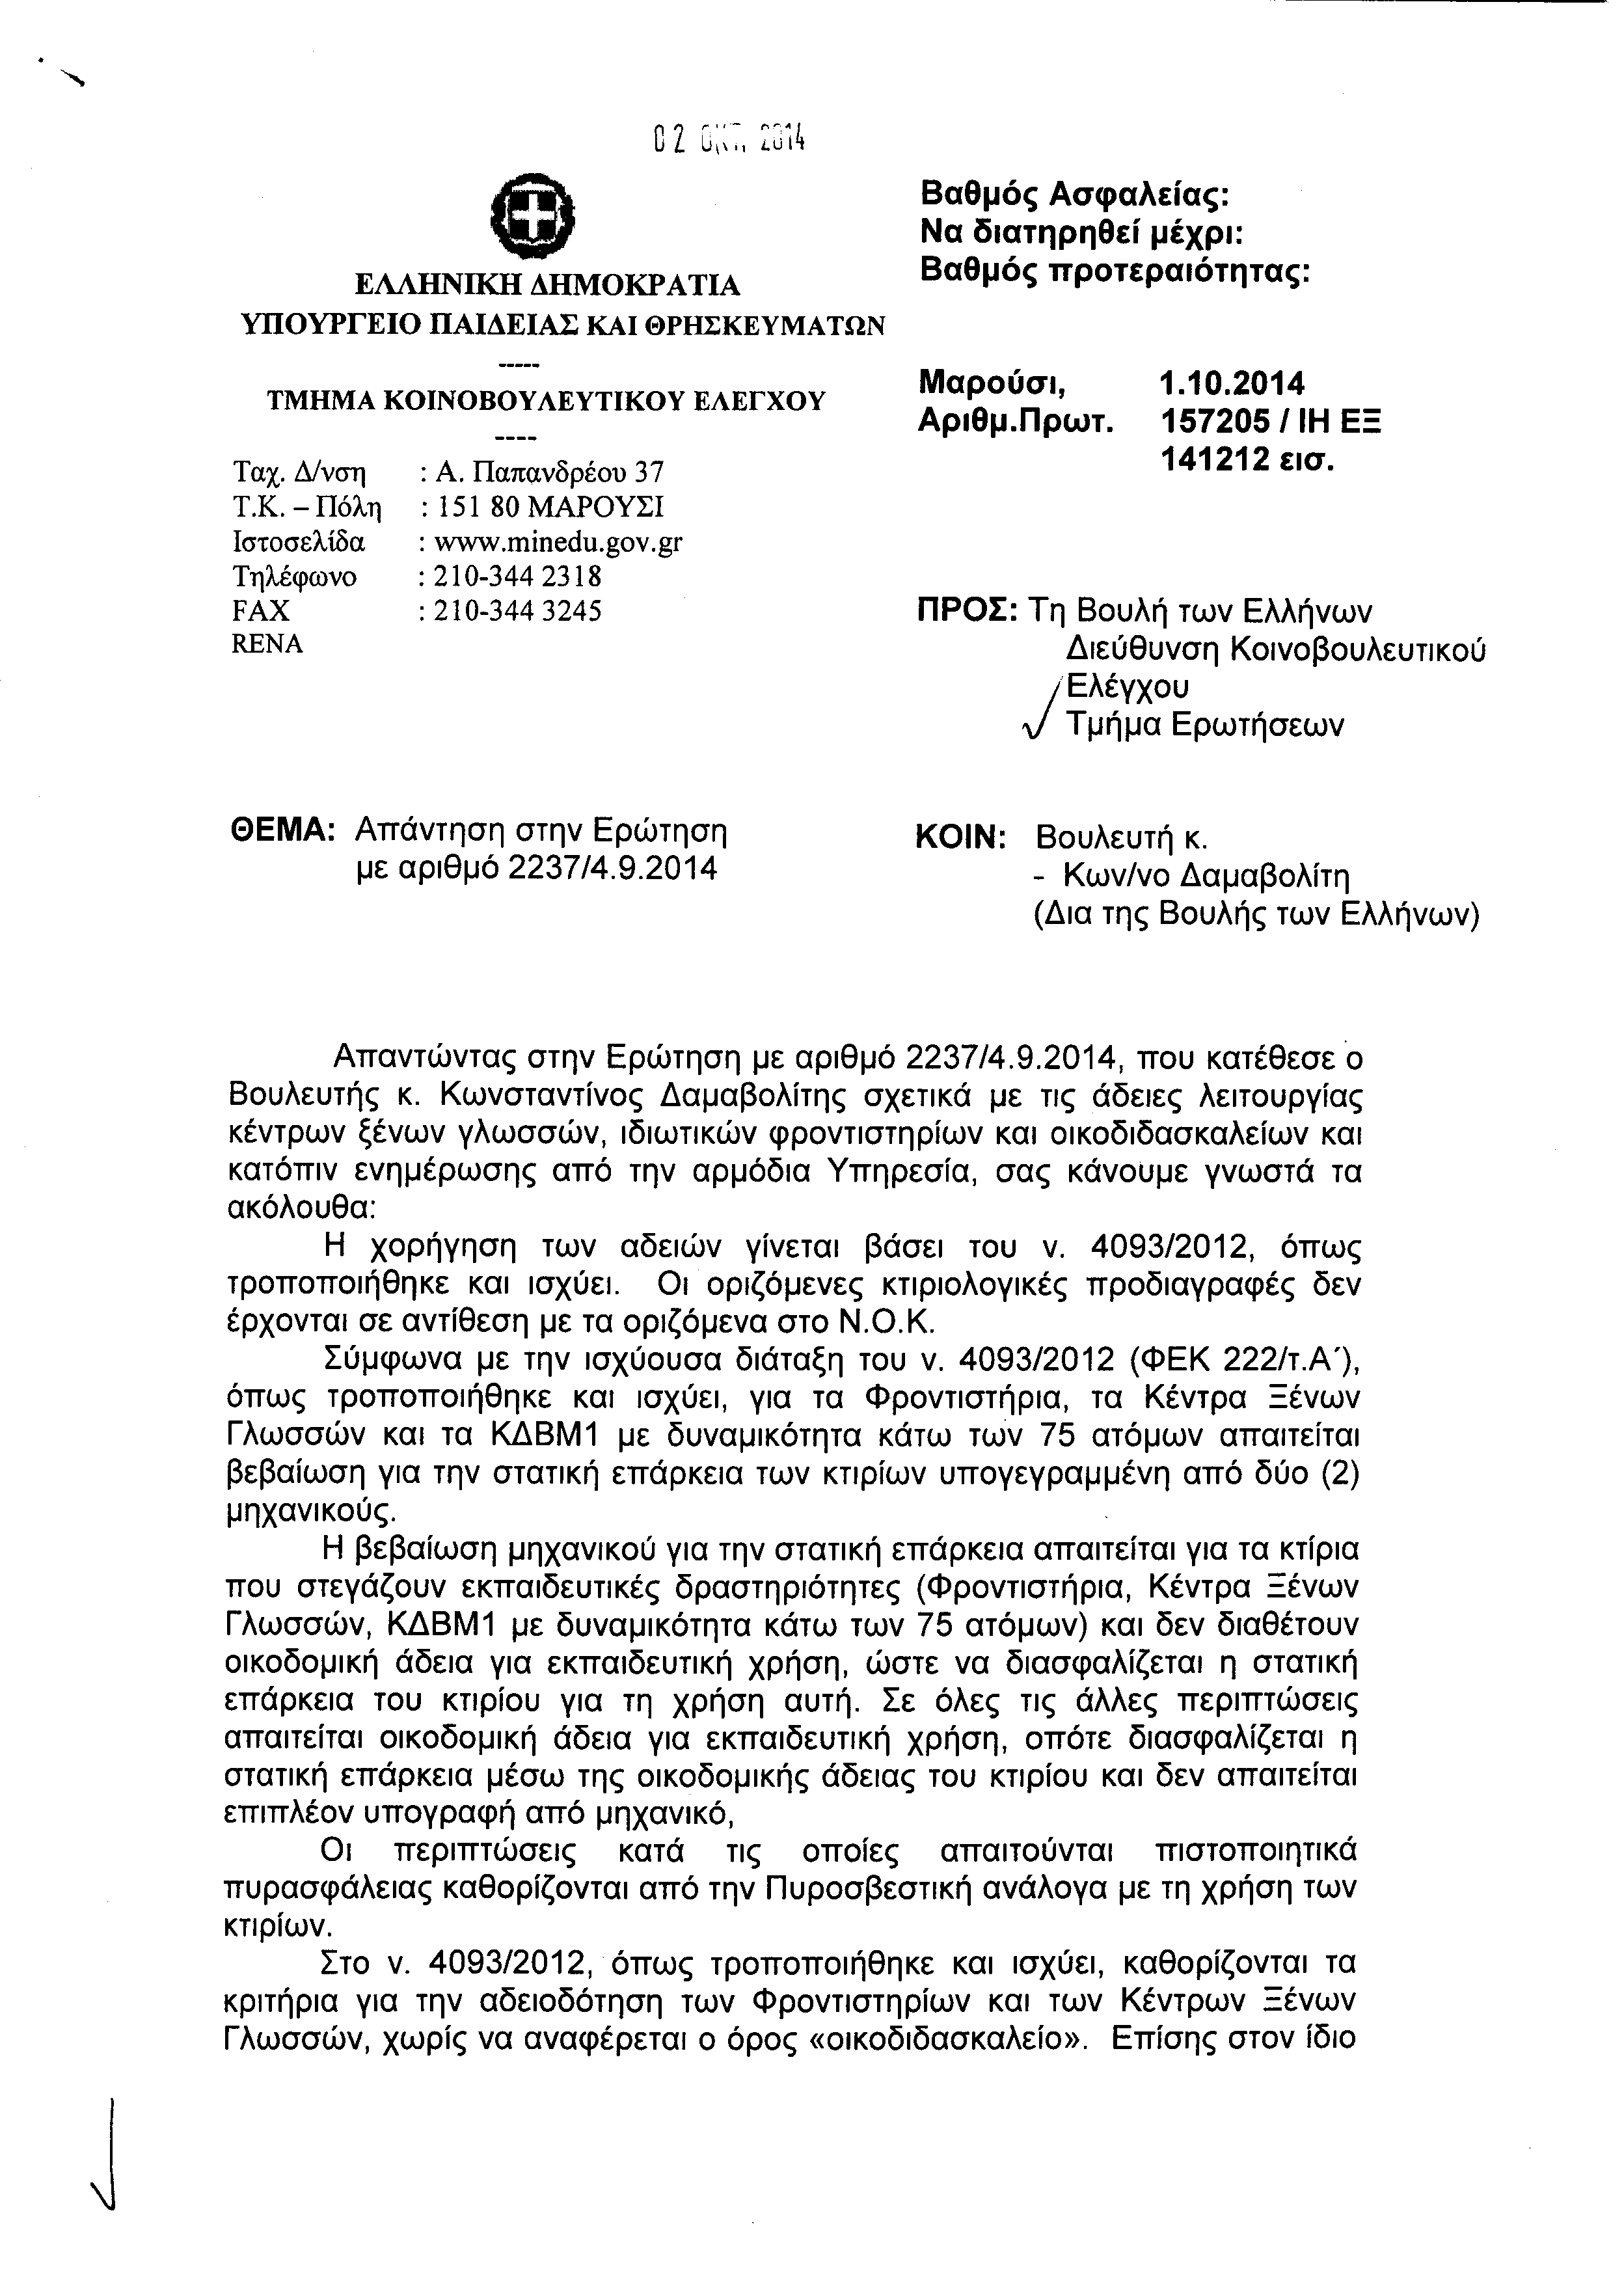 02 ΟΚΤ. 2014
ΕΛΛΗΝΙΚΗ ΔΗΜΟΚΡΑΤΙΑ
ΥΠΟΥΡΓΕΙΟ ΠΑΙΔΕΙΑΣ ΚΑΙ ΘΡΗΣΚΕΥΜΑΤΩΝ
-----
ΤΜΗΜΑ ΚΟΙΝΟΒΟΥΛΕΥΤΙΚΟΥ ΕΛΕΓΧΟΥ
----
Ταχ. Δ/νση : Α. Παπανδρέου 37
Τ.Κ. – Πόλη : 151 80 ΜΑΡΟΥΣΙ
Ιστοσελίδα : www.minedu.gov.gr
Τηλέφωνο : 210-344 2318
FAX : 210-344 3245
RENA
Βαθμός Ασφαλείας:
Να διατηρηθεί μέχρι:
Βαθμός προτεραιότητας:
Μαρούσι, 1.10.2014
Αριθμ.Πρωτ. 157205 / ΙΗ ΕΞ
141212 εισ.
ΠΡΟΣ: Τη Βουλή των Ελλήνων
Διεύθυνση Κοινοβουλευτικού
Ελέγχου
Τμήμα Ερωτήσεων
ΘΕΜΑ: Απάντηση στην Ερώτηση
με αριθμό 2237/4.9.2014
ΚΟΙΝ: Βουλευτή κ.
- Κων/νο Δαμαβολίτη
(Δια της Βουλής των Ελλήνων)
Απαντώντας στην Ερώτηση με αριθμό 2237/4.9.2014, που κατέθεσε ο
Βουλευτής κ. Κωνσταντίνος Δαμαβολίτης σχετικά με τις άδειες λειτουργίας
κέντρων ξένων γλωσσών, ιδιωτικών φροντιστηρίων και οικοδιδασκαλείων και
κατόπιν ενημέρωσης από την αρμόδια Υπηρεσία, σας κάνουμε γνωστά τα
ακόλουθα:
Η χορήγηση των αδειών γίνεται βάσει του ν. 4093/2012, όπως
τροποποιήθηκε και ισχύει. Οι οριζόμενες κτιριολογικές προδιαγραφές δεν
έρχονται σε αντίθεση με τα οριζόμενα στο Ν.Ο.Κ.
Σύμφωνα με την ισχύουσα διάταξη του ν. 4093/2012 (ΦΕΚ 222/τ.Α'),
όπως τροποποιήθηκε και ισχύει, για τα Φροντιστήρια, τα Κέντρα Ξένων
Γλωσσών και τα ΚΔΒΜ1 με δυναμικότητα κάτω των 75 ατόμων απαιτείται
βεβαίωση για την στατική επάρκεια των κτιρίων υπογεγραμμένη από δύο (2)
μηχανικούς.
Η βεβαίωση μηχανικού για την στατική επάρκεια απαιτείται για τα κτίρια
που στεγάζουν εκπαιδευτικές δραστηριότητες (Φροντιστήρια, Κέντρα Ξένων
Γλωσσών, ΚΔΒΜ1 με δυναμικότητα κάτω των 75 ατόμων) και δεν διαθέτουν
οικοδομική άδεια για εκπαιδευτική χρήση, ώστε να διασφαλίζεται η στατική
επάρκεια του κτιρίου για τη χρήση αυτή. Σε όλες τις άλλες περιπτώσεις
απαιτείται οικοδομική άδεια για εκπαιδευτική χρήση, οπότε διασφαλίζεται η
στατική επάρκεια μέσω της οικοδομικής άδειας του κτιρίου και δεν απαιτείται
επιπλέον υπογραφή από μηχανικό,
Οι περιπτώσεις κατά τις οποίες απαιτούνται πιστοποιητικά
πυρασφάλειας καθορίζονται από την Πυροσβεστική ανάλογα με τη χρήση των
κτιρίων.
Στο ν. 4093/2012, όπως τροποποιήθηκε και ισχύει, καθορίζονται τα
κριτήρια για την αδειοδότηση των Φροντιστηρίων και των Κέντρων Ξένων
Γλωσσών, χωρίς να αναφέρεται ο όρος «οικοδιδασκαλείο». Επίσης στον ίδιο